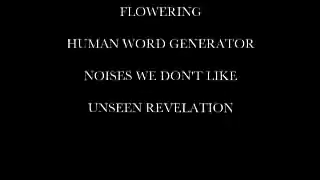 FLOWERING
HUMAN WORD GENERATOR
NOISES WE DON'T LIKE
UNSEEN REVELATION